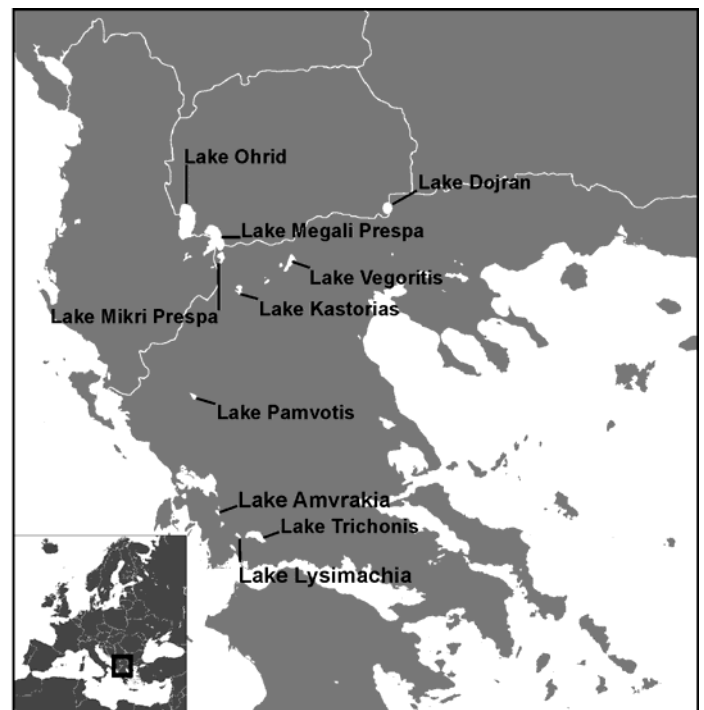 Lake Ohrid
Lake Dojran
Lake Megali Prespa
Lake Vegoritis
Lake Mikri Prespa
Lake Kastorias
Lake Pamvotis
Lake Amvrakia
Lake Trichonis
Lake Lysimachia